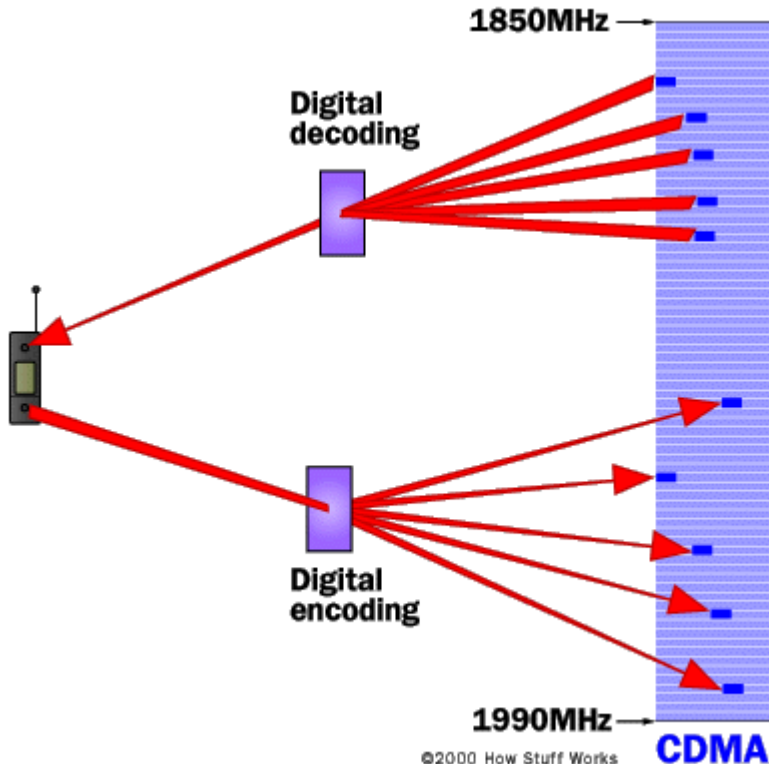 1850MHz
Digital
decoding
Digital
encoding
1990MHz
©2000 How Stuff Works
CDMA